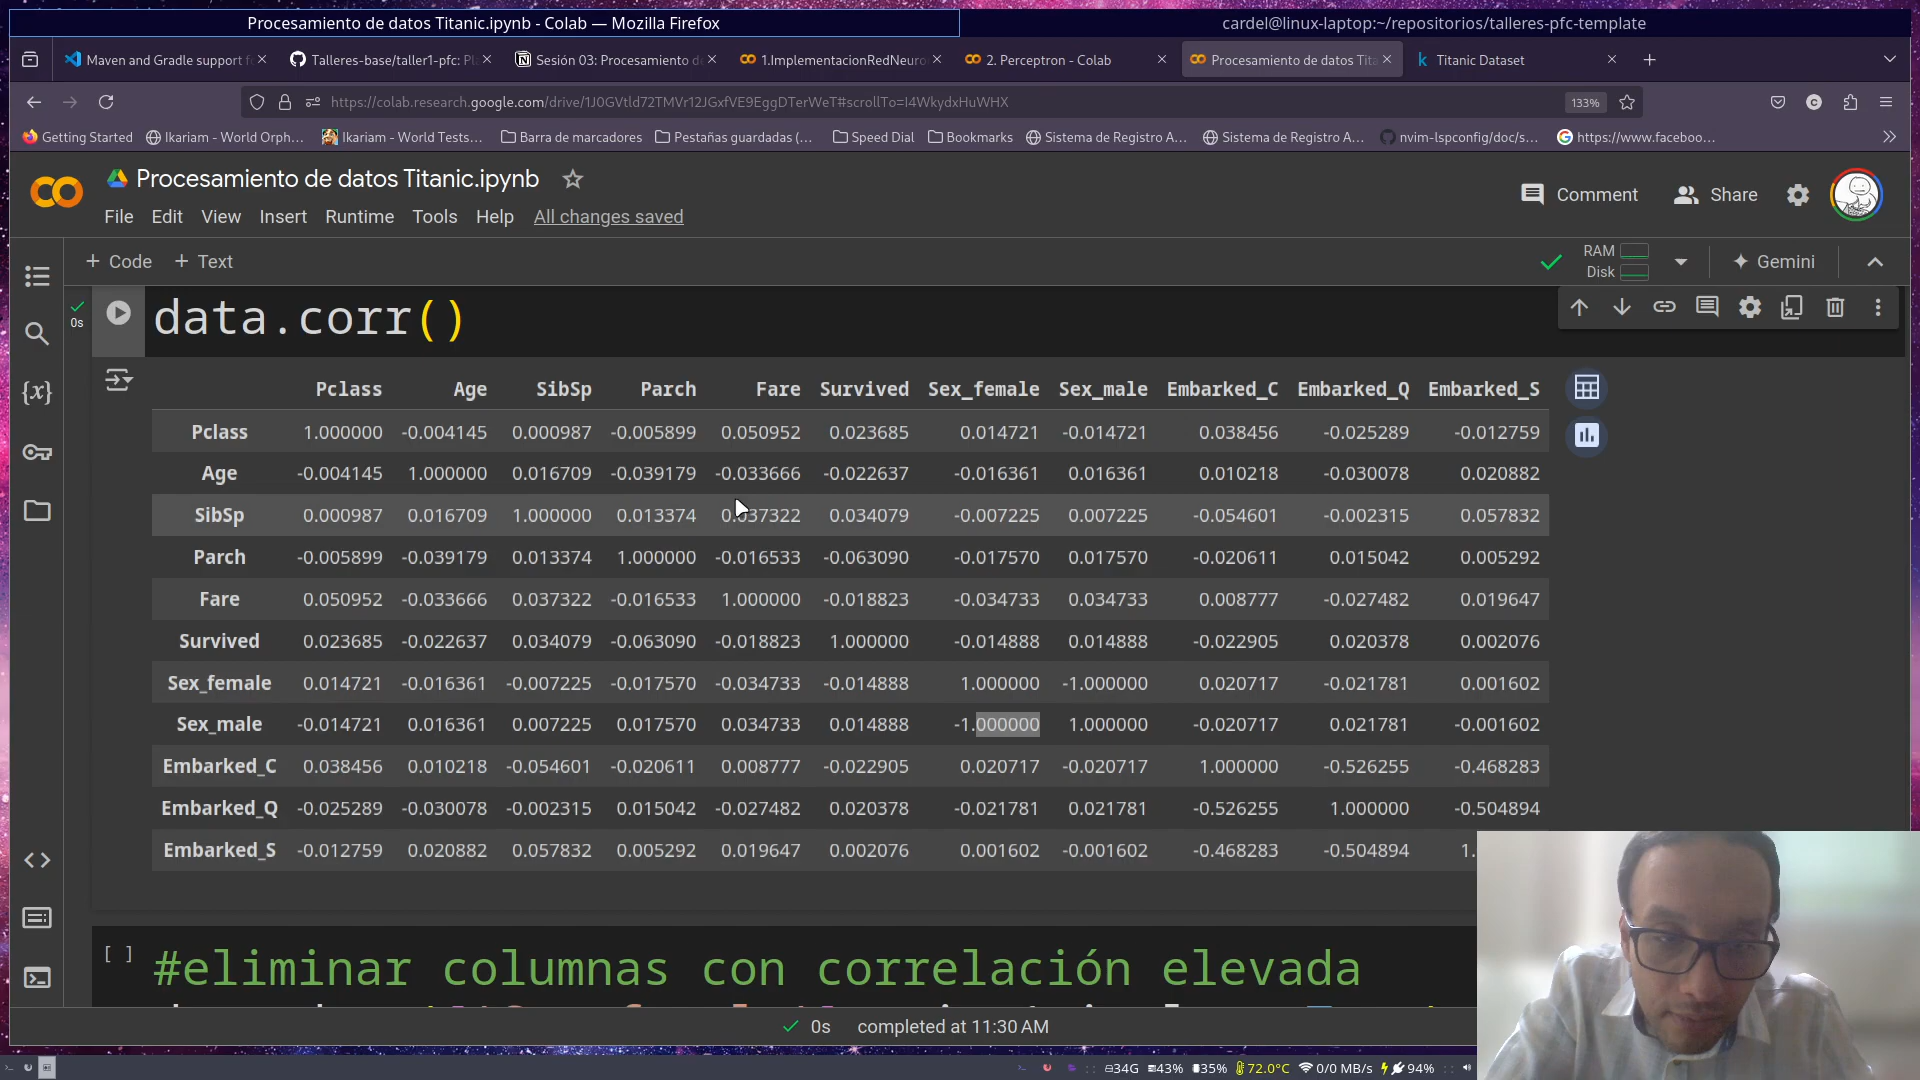 Procesamiento de datos Titanic.ipynb - Colab — Mozilla Firefox
cardel@linux-laptop:~/repositorios/talleres-pfc-template
Maven and Gradle support f
Talleres-base/taller1-pfc: Pl
Sesión 03: Procesamiento d
1.ImplementacionRedNeuro
2. Perceptron - Colab
Procesamiento de datos Tita
Titanic Dataset
https://colab.research.google.com/drive/1J0GVtld72TMVr12JGxfVE9EggDTerWeT#scrollTo=I4WkydxHuWHX
133%
Getting Started
Ikariam - World Orph...
Ikariam - World Tests...
Barra de marcadores
Pestañas guardadas (...
Speed Dial
Bookmarks
Sistema de Registro A...
Sistema de Registro A...
nvim-lspconfig/doc/s...
https://www.faceboo...
Procesamiento de datos Titanic.ipynb
File Edit View Insert Runtime Tools Help All changes saved
Comment
Share
+ Code + Text
RAM
Disk
Gemini
0s
data.corr()
Pclass Age SibSp Parch Fare Survived Sex_female Sex_male Embarked_C Embarked_Q Embarked_S
Pclass 1.000000 -0.004145 0.000987 -0.005899 0.050952 0.023685 0.014721 -0.014721 0.038456 -0.025289 -0.012759
Age -0.004145 1.000000 0.016709 -0.039179 -0.033666 -0.022637 -0.016361 0.016361 0.010218 -0.030078 0.020882
SibSp 0.000987 0.016709 1.000000 0.013374 0.037322 0.034079 -0.007225 0.007225 -0.054601 -0.002315 0.057832
Parch -0.005899 -0.039179 0.013374 1.000000 -0.016533 -0.063090 -0.017570 0.017570 -0.020611 0.015042 0.005292
Fare 0.050952 -0.033666 0.037322 -0.016533 1.000000 -0.018823 -0.034733 0.034733 0.008777 -0.027482 0.019647
Survived 0.023685 -0.022637 0.034079 -0.063090 -0.018823 1.000000 -0.014888 0.014888 -0.022905 0.020378 0.002076
Sex_female 0.014721 -0.016361 -0.007225 -0.017570 -0.034733 -0.014888 1.000000 -1.000000 0.020717 -0.021781 0.001602
Sex_male -0.014721 0.016361 0.007225 0.017570 0.034733 0.014888 -1.000000 1.000000 -0.020717 0.021781 -0.001602
Embarked_C 0.038456 0.010218 -0.054601 -0.020611 0.008777 -0.022905 0.020717 -0.020717 1.000000 -0.526255 -0.468283
Embarked_Q -0.025289 -0.030078 -0.002315 0.015042 -0.027482 0.020378 -0.021781 0.021781 -0.526255 1.000000 -0.504894
Embarked_S -0.012759 0.020882 0.057832 0.005292 0.019647 0.002076 0.001602 -0.001602 -0.468283 -0.504894 1.
[ ] #eliminar columnas con correlación elevada
0s completed at 11:30 AM
34G 43% 35% 72.0°C 0/0 MB/s 94%